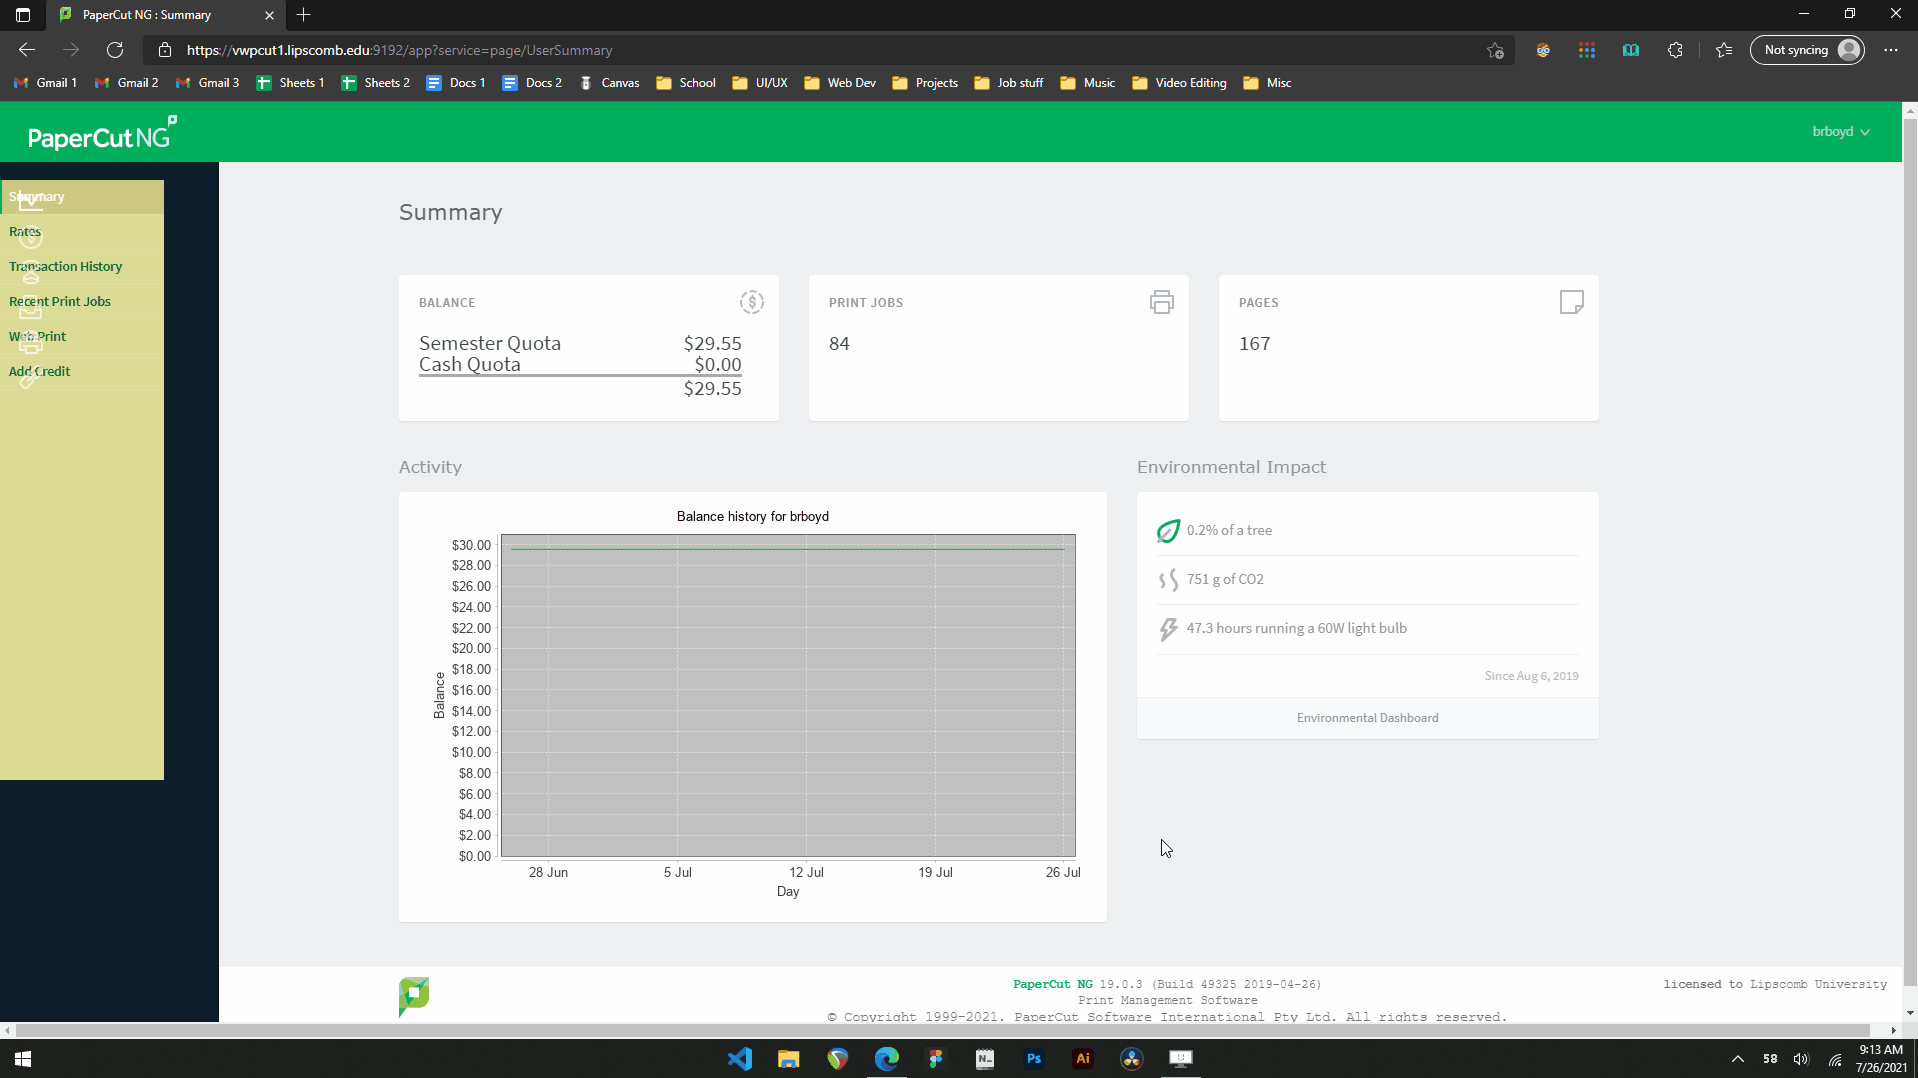 PaperCut NG : Summary
https://vwpcut1.lipscomb.edu:9192/app?service=page/UserSummary
Not syncing
Gmail 1
Gmail 2
Gmail 3
Sheets 1
Sheets 2
Docs 1
Docs 2
Canvas
School
UI/UX
Web Dev
Projects
Job stuff
Music
Video Editing
Misc
PaperCut NG
brboyd
Summary
Rates
Transaction History
Recent Print Jobs
Web Print
Add Credit
Summary
BALANCE
Semester Quota $29.55
Cash Quota $0.00
$29.55
PRINT JOBS
84
PAGES
167
Activity
Balance history for brboyd
$30.00
$28.00
$26.00
$24.00
$22.00
$20.00
$18.00
$16.00
$14.00
$12.00
$10.00
$8.00
$6.00
$4.00
$2.00
$0.00
Balance
28 Jun
5 Jul
12 Jul
19 Jul
26 Jul
Day
Environmental Impact
0.2% of a tree
751 g of CO2
47.3 hours running a 60W light bulb
Since Aug 6, 2019
Environmental Dashboard
PaperCut NG 19.0.3 (Build 49325 2019-04-26)
Print Management Software
© Copyright 1999-2021. PaperCut Software International Pty Ltd. All rights reserved.
licensed to Lipscomb University
N
Ps
Ai
58
9:13 AM
7/26/2021